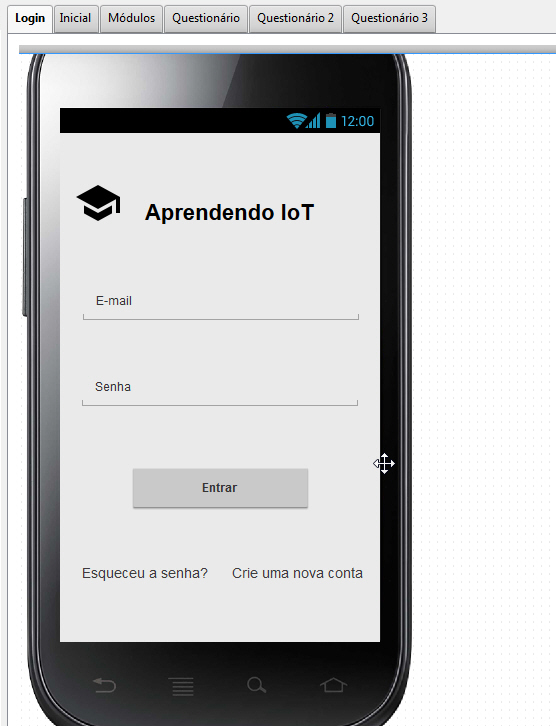 Login Inicial Módulos Questionário Questionário 2 Questionário 3
12:00
Aprendendo IoT
E-mail
Senha
Entrar
Esqueceu a senha? Crie uma nova conta